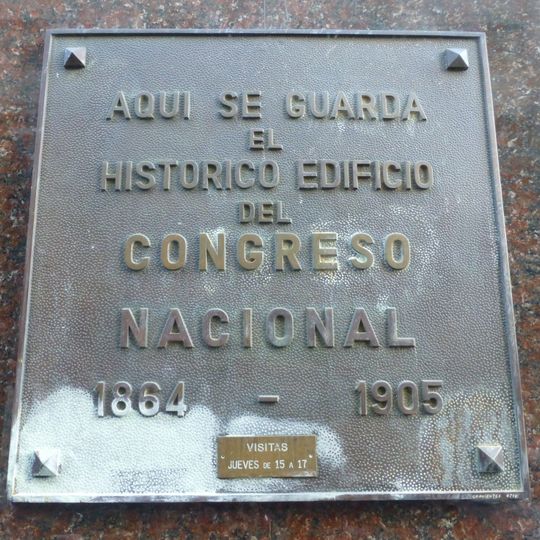 AQUI SE GUARDA
EL
HISTORICO EDIFICIO
DEL
CONGRESO
NACIONAL
1864 - 1905
VISITAS
JUEVES DE 15 A 17